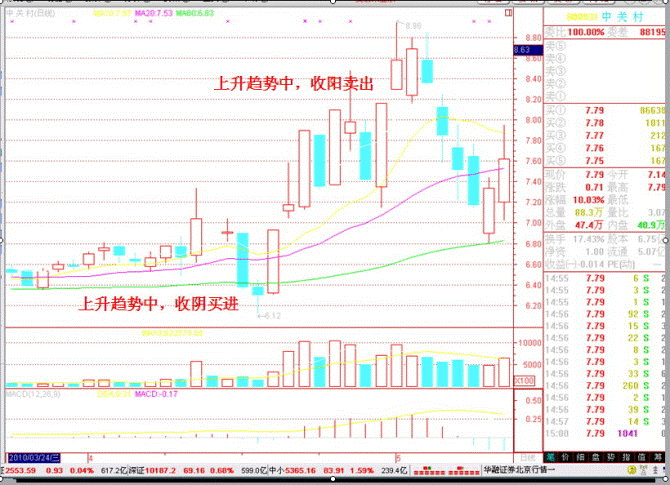 中 关 村(日线) MA20:7.53 MA60:6.83
中 关 村
8.98
8.80
8.63
委比 100.00% 委差 88195
卖⑤
卖④
卖③
卖②
卖①
上升趋势中，收阳卖出
8.60
8.40
8.20
8.00
7.80
7.60
7.40
7.20
7.00
6.80
6.60
6.40
6.20
买① 7.79 86639
买② 7.78 1011
买③ 7.77 212
买④ 7.76 167
买⑤ 7.75 167
现价 7.79 今开 7.14
涨跌 0.71 最高 7.79
涨幅 10.03% 最低
总量 88.3万 量比 3.07
外盘 47.4万 内盘 40.9万
换手 17.43% 股本 6.75亿
净资 1.00 流通 5.07亿
收益(一) -0.014 PE(动) —
上升趋势中，收阴买进
6.12
14:55 7.79 6 S 2
14:55 7.79 3 S
14:55 7.79 1 S
14:56 7.79 92 S 2
14:56 7.79 15 S
14:56 7.79 22 S
14:56 7.79 8 S 2
14:56 7.79 3 S
14:56 7.79 33 S 6
14:56 7.79 260 S 2
14:56 7.79 2 S
14:56 7.79 39 S 2
14:57 7.79 14 S 3
15:00 7.79 1041
10000
5000
X100
MACD(12,26,9) MACD:-0.17
0.50
0.25
2010/03/24(三 4 5 日线
笔 价 细 盘 势 指 值 筹
2553.59 0.93 0.04% 617.2亿 深证 10187.2 69.16 0.68% 599.0亿 中小 5365.16 83.91 1.59% 239.4亿 华融证券北京行情一